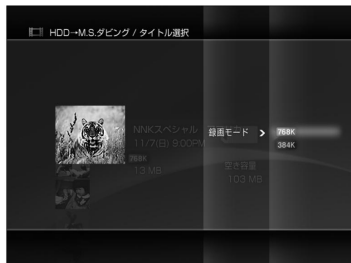 HDD→M.S.ダビング / タイトル選択
NNKスペシャル
11/7(日) 9:00PM
768K
13 MB
録画モード
768K
384K
空き容量
103 MB